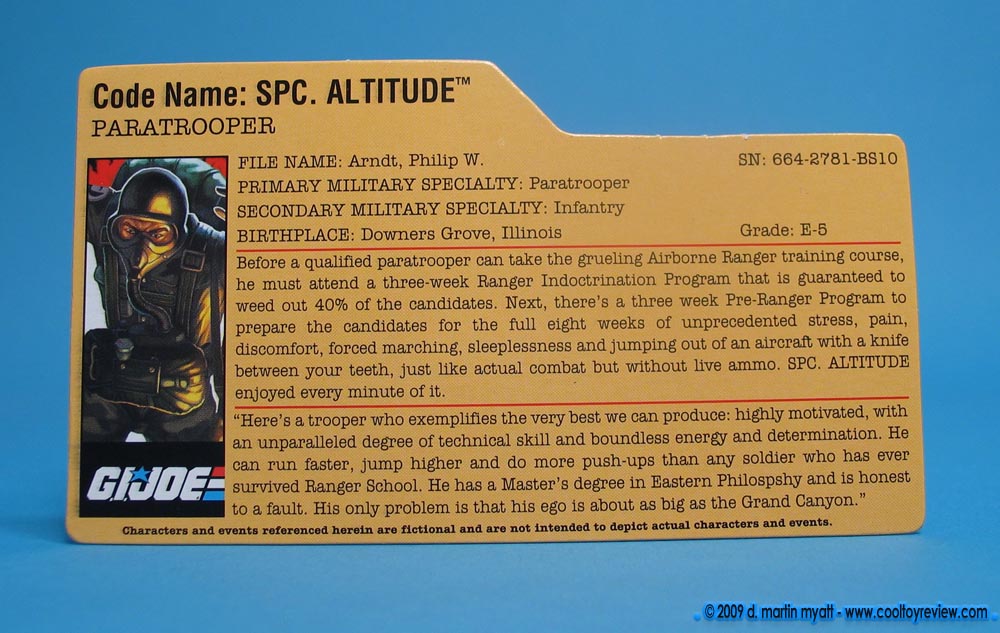 Code Name: SPC. ALTITUDE™
PARATROOPER
FILE NAME: Arndt, Philip W. SN: 664-2781-BS10
PRIMARY MILITARY SPECIALTY: Paratrooper
SECONDARY MILITARY SPECIALTY: Infantry
BIRTHPLACE: Downers Grove, Illinois Grade: E-5
Before a qualified paratrooper can take the grueling Airborne Ranger training course,
he must attend a three-week Ranger Indoctrination Program that is guaranteed to
weed out 40% of the candidates. Next, there's a three week Pre-Ranger Program to
prepare the candidates for the full eight weeks of unprecedented stress, pain,
discomfort, forced marching, sleeplessness and jumping out of an aircraft with a knife
between your teeth, just like actual combat but without live ammo. SPC. ALTITUDE
enjoyed every minute of it.
“Here's a trooper who exemplifies the very best we can produce: highly motivated, with
an unparalleled degree of technical skill and boundless energy and determination. He
can run faster, jump higher and do more push-ups than any soldier who has ever
survived Ranger School. He has a Master's degree in Eastern Philospshy and is honest
to a fault. His only problem is that his ego is about as big as the Grand Canyon.”
G.I. JOE
Characters and events referenced herein are fictional and are not intended to depict actual characters and events.
© 2009 d. martin myatt - www.cooltoyreview.com